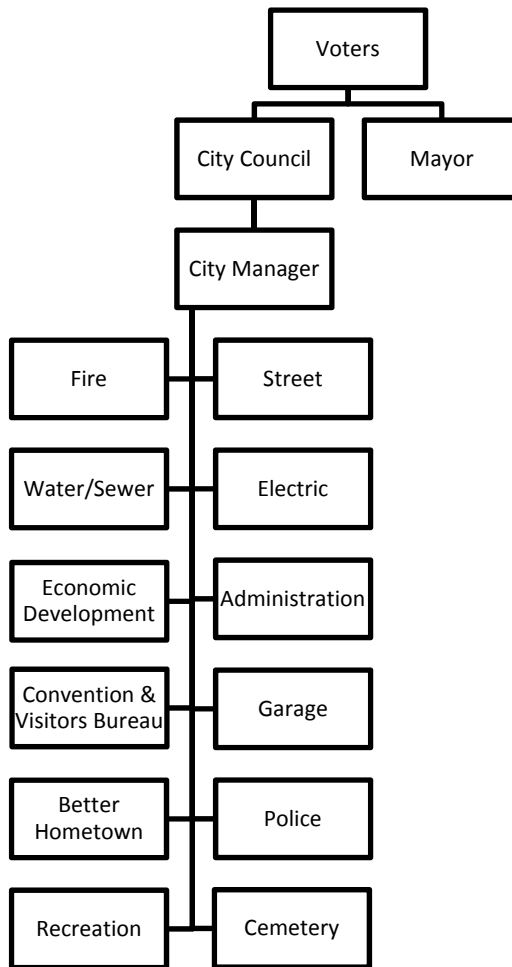 Voters
City Council
Mayor
City Manager
Fire
Street
Water/Sewer
Electric
Economic
Development
Administration
Convention &
Visitors Bureau
Garage
Better
Hometown
Police
Recreation
Cemetery